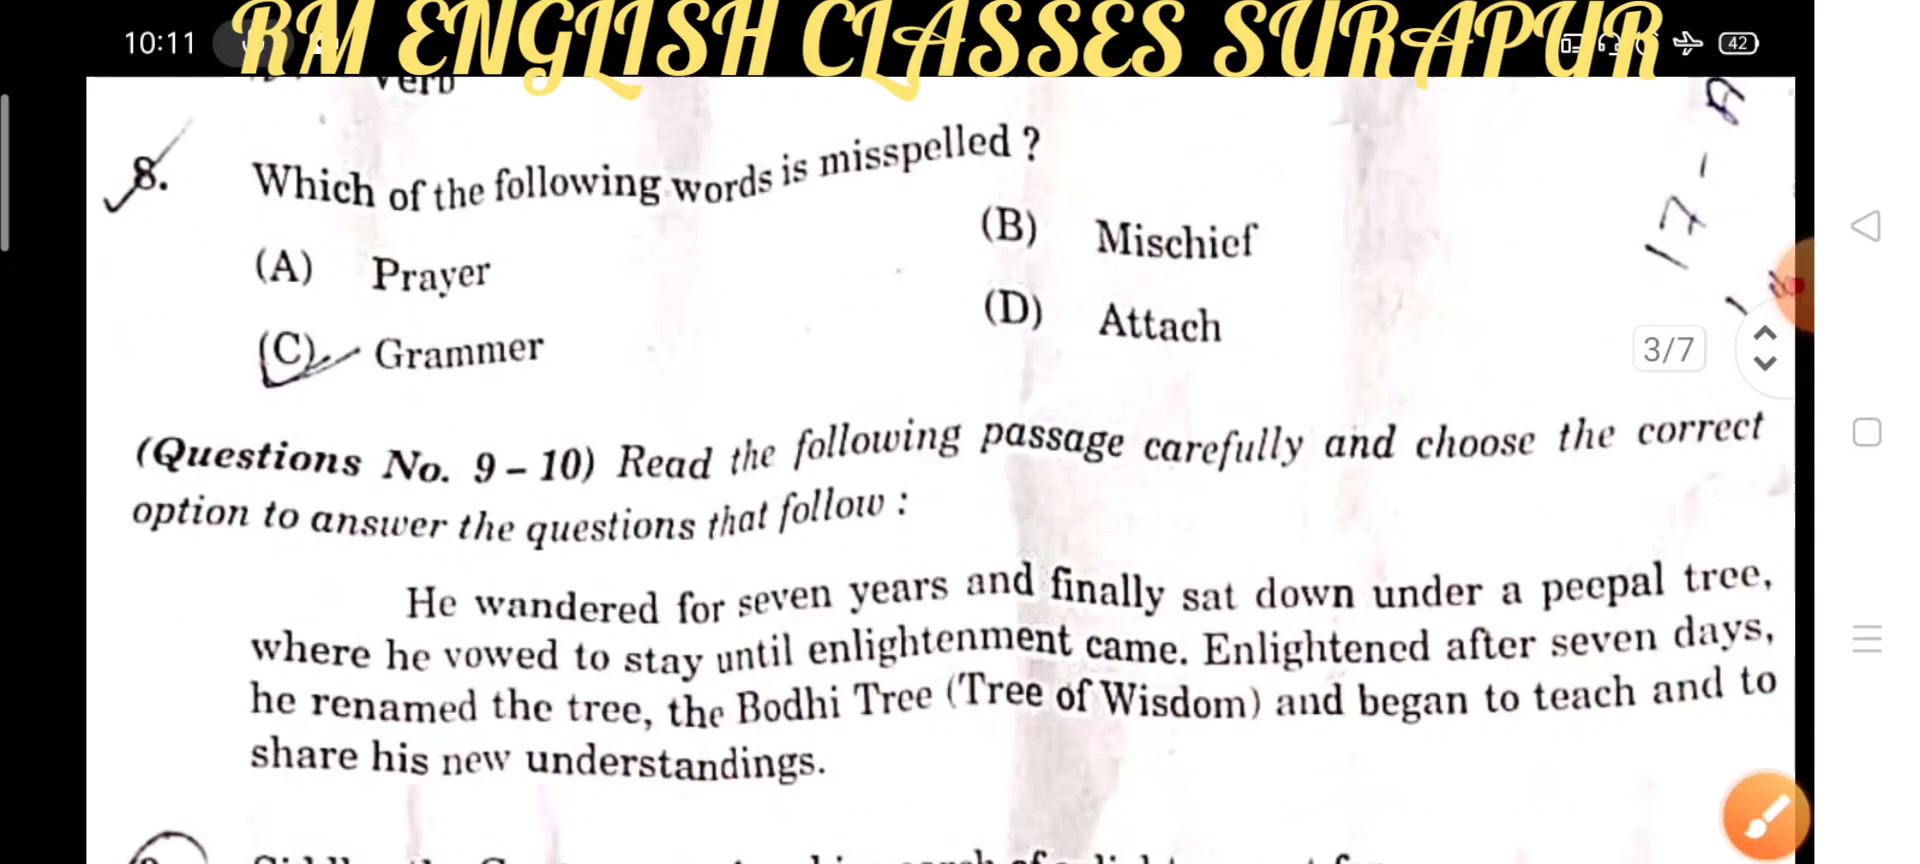 RM ENGLISH CLASSES SURAPUR
10:11
42
Verb
8. Which of the following words is misspelled ?
(A) Prayer
(B) Mischief
(C) Grammer
(D) Attach
17 - A
3/7
(Questions No. 9 – 10) Read the following passage carefully and choose the correct
option to answer the questions that follow :
He wandered for seven years and finally sat down under a peepal tree,
where he vowed to stay until enlightenment came. Enlightened after seven days,
he renamed the tree, the Bodhi Tree (Tree of Wisdom) and began to teach and to
share his new understandings.